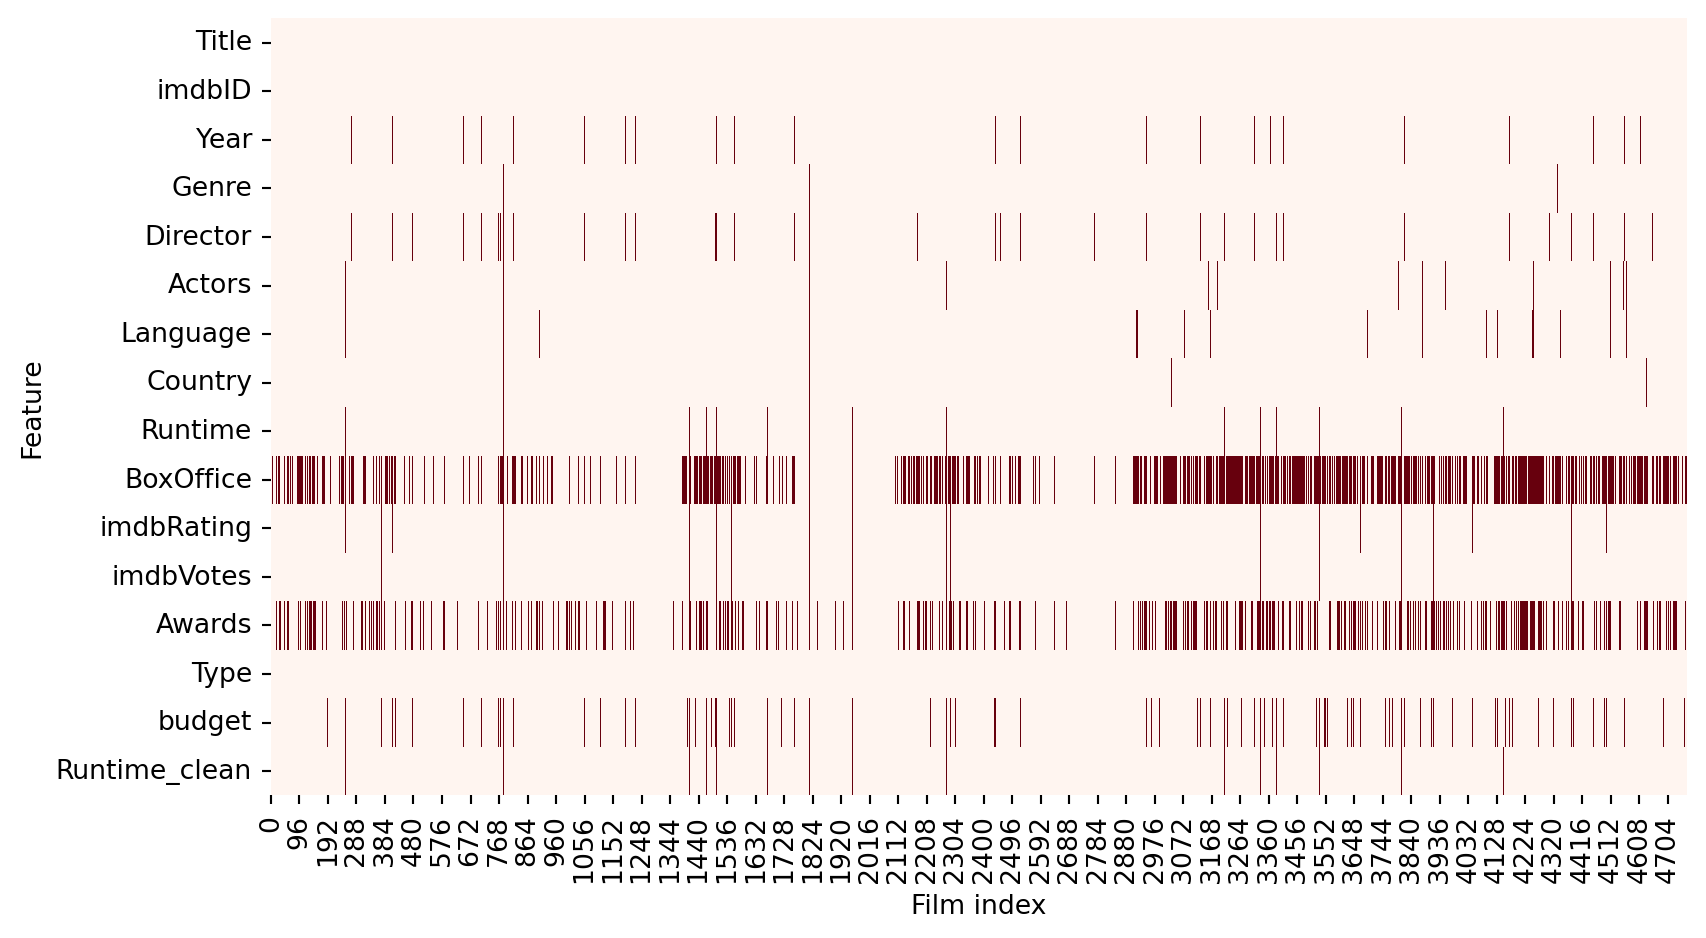 Title
imdbID
Year
Genre
Director
Actors
Language
Country
Runtime
BoxOffice
imdbRating
imdbVotes
Awards
Type
budget
Runtime_clean
Feature
0 96 192 288 384 480 576 672 768 864 960 1056 1152 1248 1344 1440 1536 1632 1728 1824 1920 2016 2112 2208 2304 2400 2496 2592 2688 2784 2880 2976 3072 3168 3264 3360 3456 3552 3648 3744 3840 3936 4032 4128 4224 4320 4416 4512 4608 4704
Film index